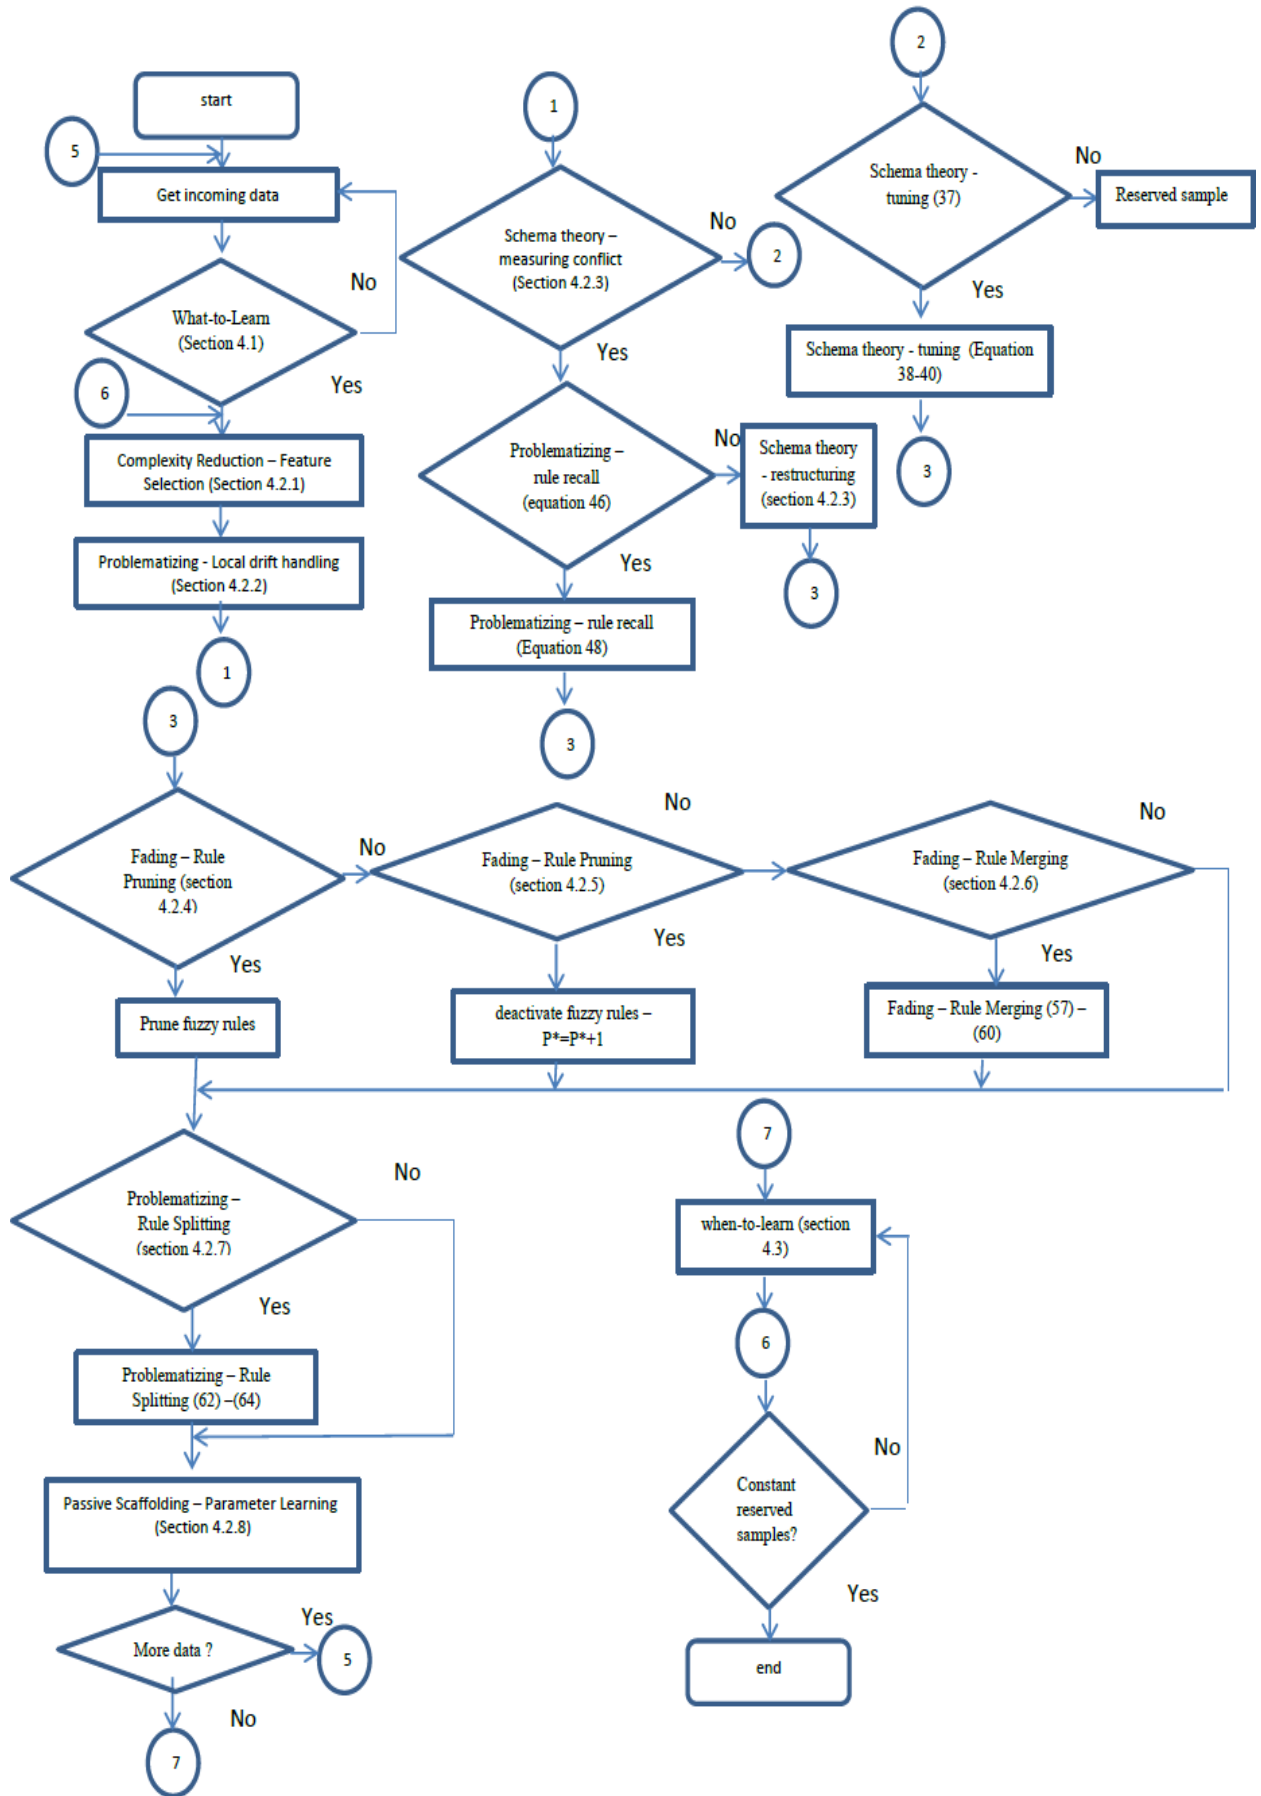 start
5
Get incoming data
No
What-to-Learn
(Section 4.1)
Yes
6
Complexity Reduction – Feature
Selection (Section 4.2.1)
Problematizing - Local drift handling
(Section 4.2.2)
1
1
Schema theory –
measuring conflict
(Section 4.2.3)
No
2
Yes
Problematizing –
rule recall
(equation 46)
No
Schema theory
- restructuring
(section 4.2.3)
3
Yes
Problematizing – rule recall
(Equation 48)
3
2
Schema theory -
tuning (37)
No
Reserved sample
Yes
Schema theory - tuning (Equation
38-40)
3
3
Fading – Rule
Pruning (section
4.2.4)
No
Yes
Prune fuzzy rules
Fading – Rule Pruning
(section 4.2.5)
No
Yes
deactivate fuzzy rules –
P*=P*+1
Fading – Rule Merging
(section 4.2.6)
No
Yes
Fading – Rule Merging (57) –
(60)
Problematizing –
Rule Splitting
(section 4.2.7)
No
Yes
Problematizing – Rule
Splitting (62) –(64)
Passive Scaffolding – Parameter Learning
(Section 4.2.8)
More data ?
Yes
5
No
7
7
when-to-learn (section
4.3)
6
Constant
reserved
samples?
No
Yes
end